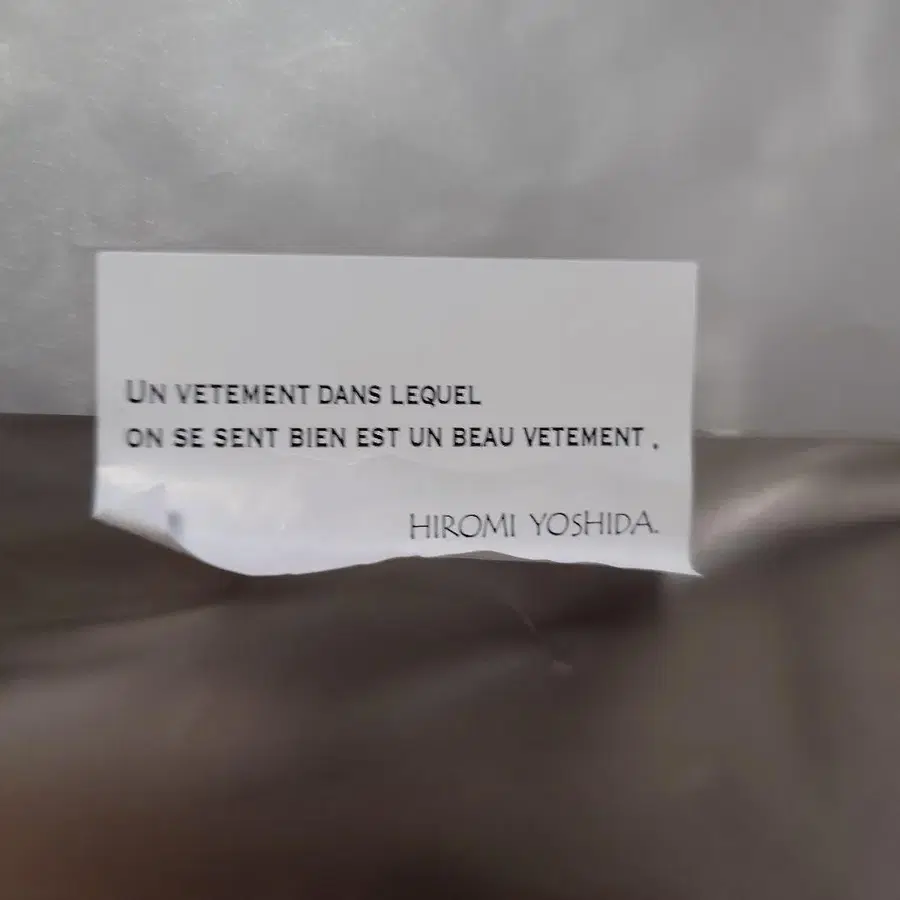 UN VETEMENT DANS LEQUEL
ON SE SENT BIEN EST UN BEAU VETEMENT .
HIROMI YOSHIDA.